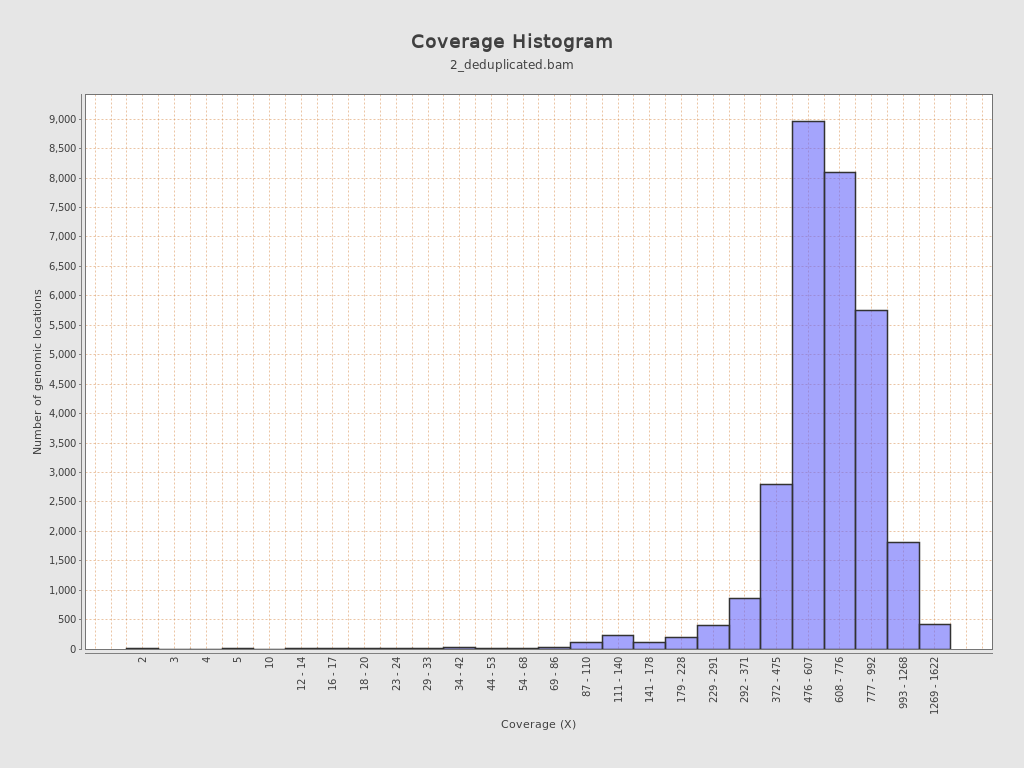 Coverage Histogram
2_deduplicated.bam
Number of genomic locations
9,000
8,500
8,000
7,500
7,000
6,500
6,000
5,500
5,000
4,500
4,000
3,500
3,000
2,500
2,000
1,500
1,000
500
0
2
3
4
5
10
12 - 14
16 - 17
18 - 20
23 - 24
29 - 33
34 - 42
44 - 53
54 - 68
69 - 86
87 - 110
111 - 140
141 - 178
179 - 228
229 - 291
292 - 371
372 - 475
476 - 607
608 - 776
777 - 992
993 - 1268
1269 - 1622
Coverage (X)